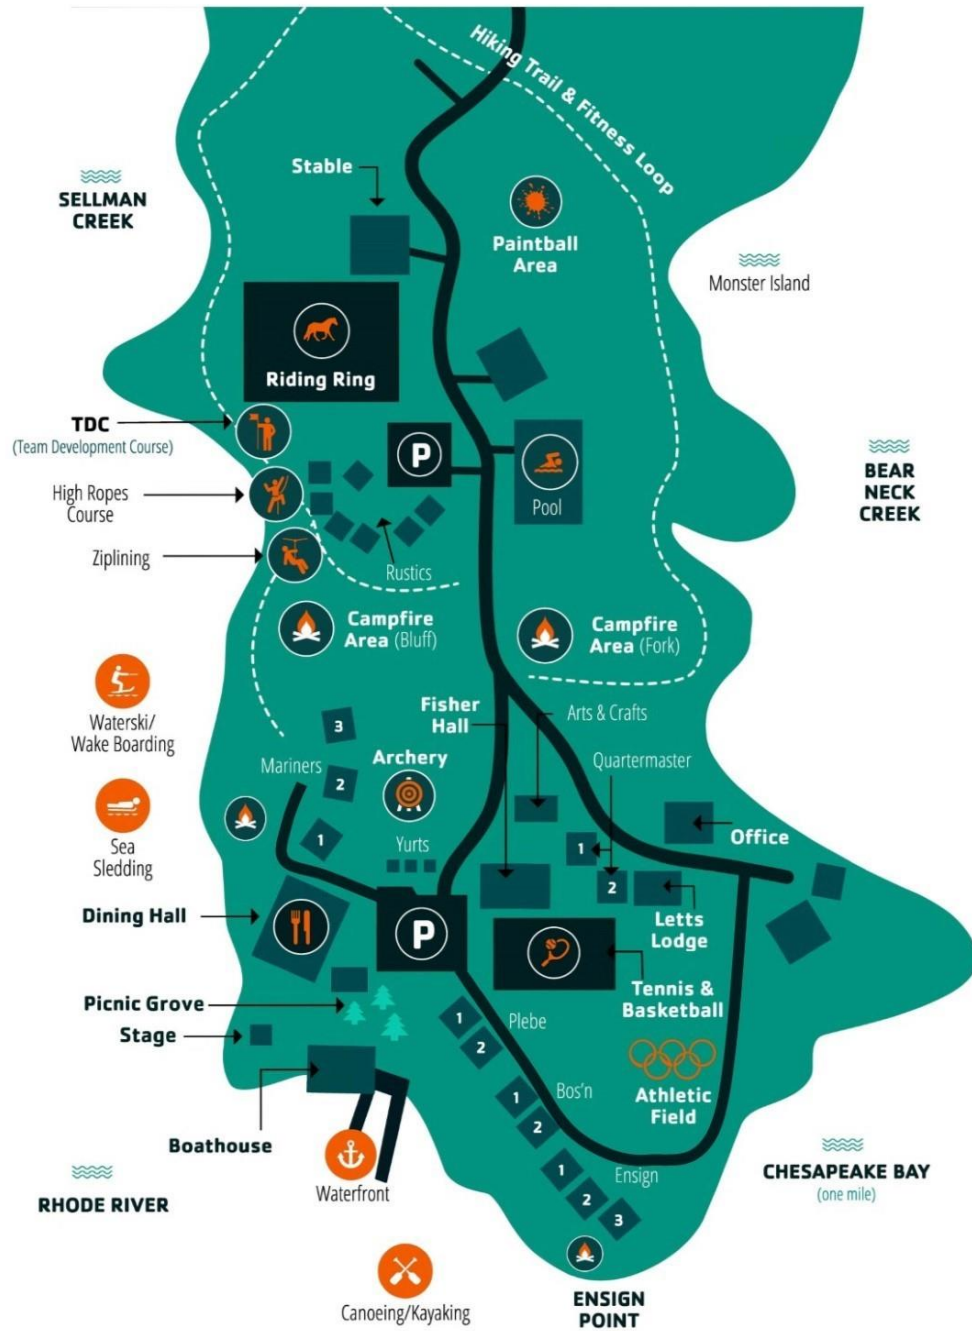 Hiking Trail & Fitness Loop
Stable
SELLMAN
CREEK
Paintball
Area
Monster Island
Riding Ring
TDC
(Team Development Course)
P
Pool
BEAR
NECK
CREEK
High Ropes
Course
Ziplining
Rustics
Campfire
Area (Bluff)
Campfire
Area (Fork)
Waterski/
Wake Boarding
Fisher
Hall
Arts & Crafts
3
Mariners
Archery
Quartermaster
2
Sea
Sledding
1
Yurts
Office
1
2
Dining Hall
P
Letts
Lodge
Tennis &
Basketball
Picnic Grove
Stage
1
Plebe
2
Athletic
Field
Bos'n
1
2
Boathouse
1
Ensign
2
3
Waterfront
RHODE RIVER
CHESAPEAKE BAY
(one mile)
Canoeing/Kayaking
ENSIGN
POINT